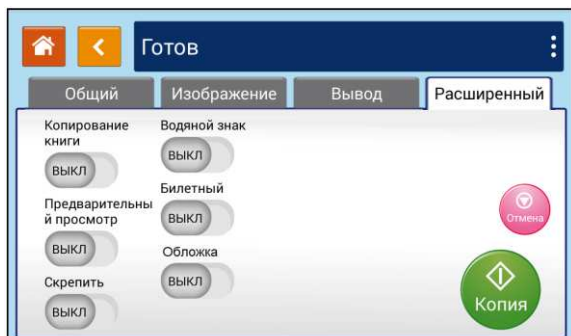 Готов
Общий
Изображение
Вывод
Расширенный
Копирование
книги
ВЫКЛ
Предварительны
й просмотр
ВЫКЛ
Скрепить
ВЫКЛ
Водяной знак
ВЫКЛ
Билетный
ВЫКЛ
Обложка
ВЫКЛ
Отмена
Копия